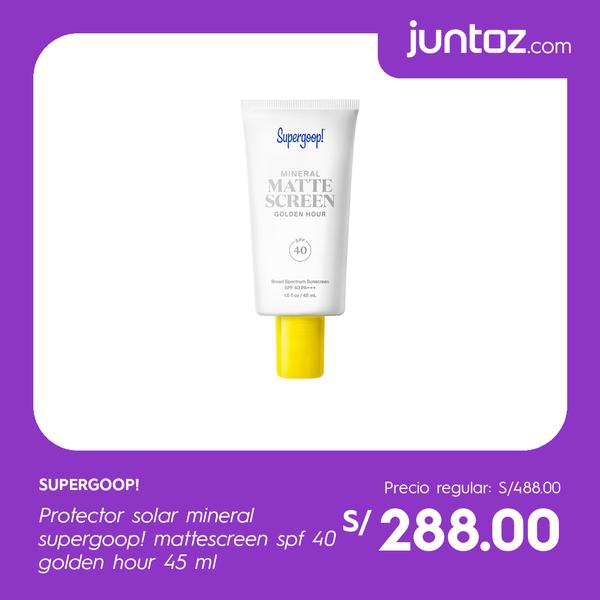 juntoz.com
Supergoop!
MINERAL
MATTE
SCREEN
GOLDEN HOUR
SPF
40
Broad Spectrum Sunscreen
SPF 40 PA+++
1.5 fl oz / 45 mL
SUPERGOOP!
Protector solar mineral
supergoop! mattescreen spf 40
golden hour 45 ml
Precio regular: S/488.00
S/ 288.00